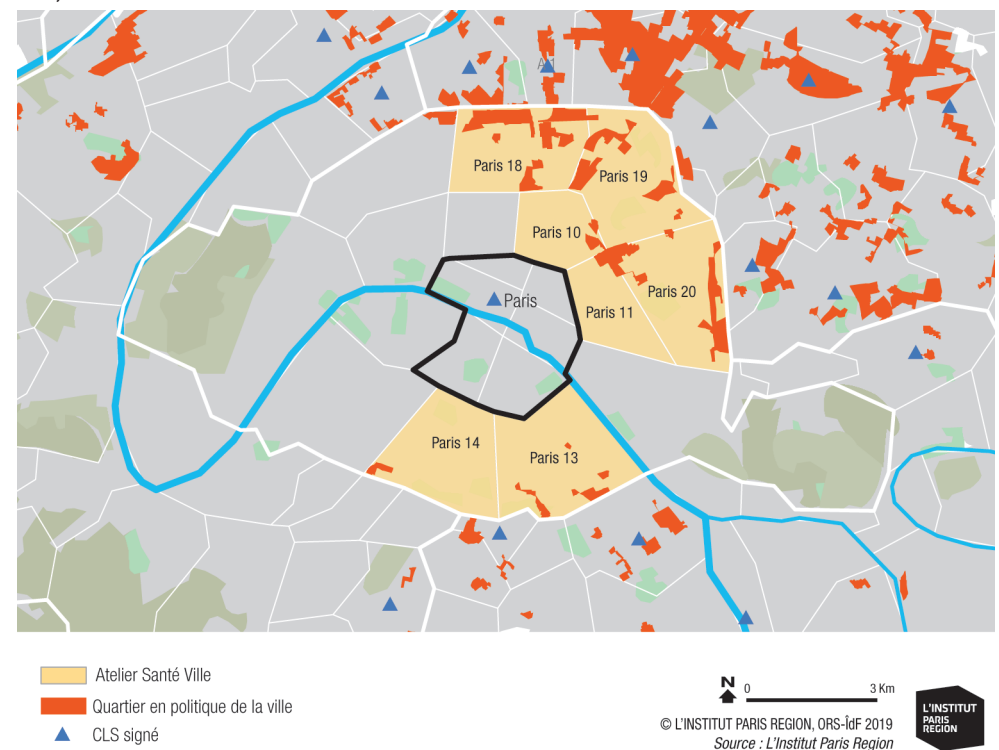 Paris 18
Paris 19
Paris 10
Paris 20
Paris
Paris 11
Paris 14
Paris 13
Atelier Santé Ville
Quartier en politique de la ville
CLS signé
N
0 3 Km
© L'INSTITUT PARIS REGION, ORS-ÎdF 2019
Source : L'Institut Paris Region
L'INSTITUT
PARIS
REGION